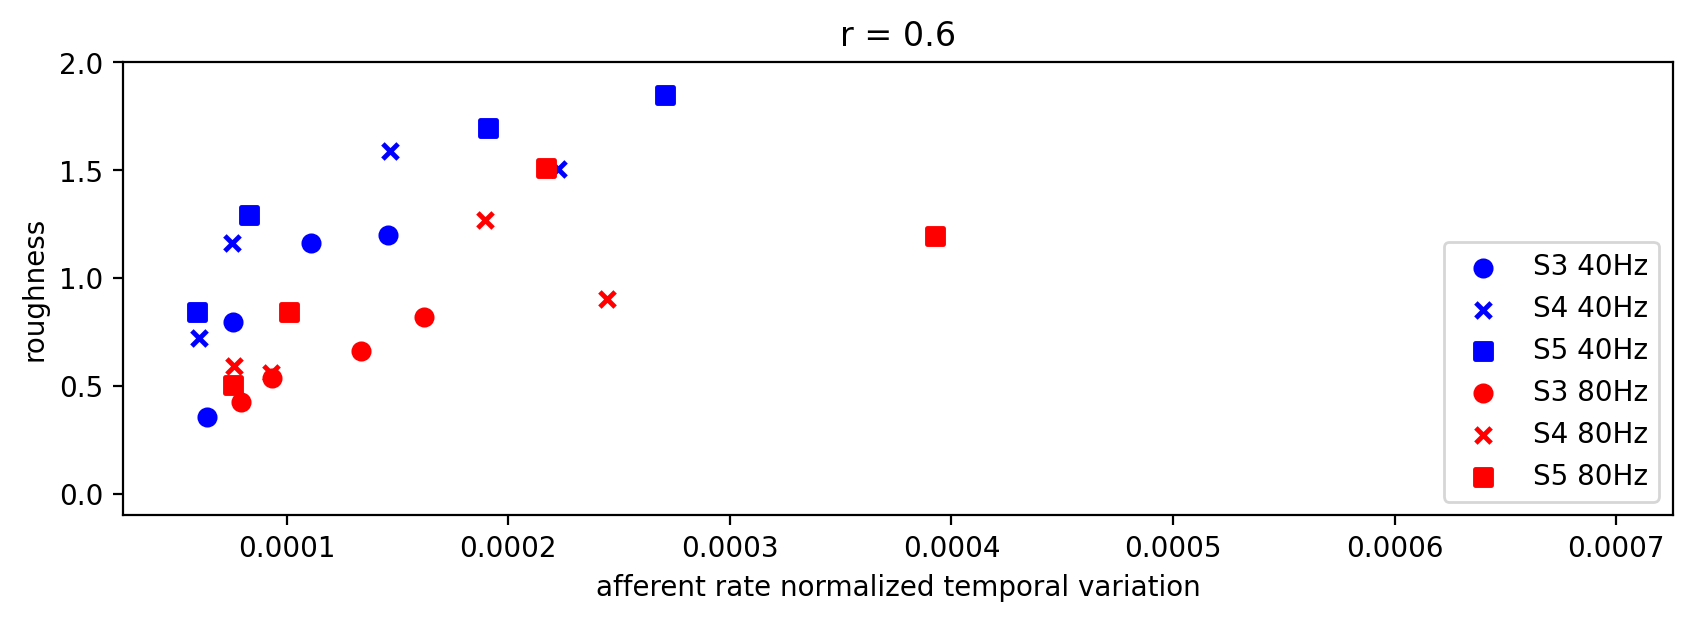 r = 0.6
2.0
1.5
1.0
0.5
0.0
roughness
S3 40Hz
S4 40Hz
S5 40Hz
S3 80Hz
S4 80Hz
S5 80Hz
0.0001 0.0002 0.0003 0.0004 0.0005 0.0006 0.0007
afferent rate normalized temporal variation